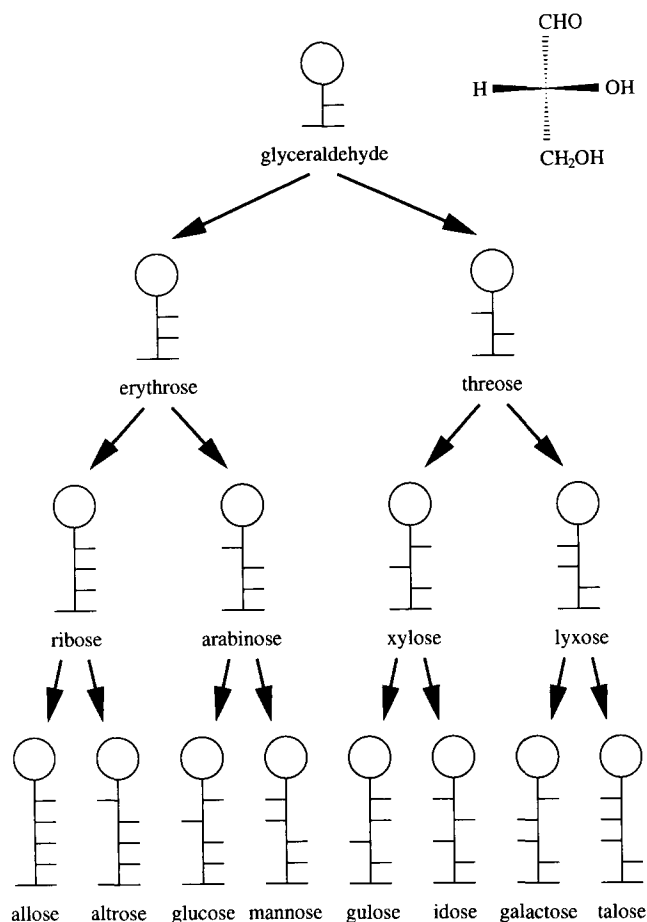 CHO
H OH
CH₂OH
glyceraldehyde
erythrose threose
ribose arabinose xylose lyxose
allose altrose glucose mannose gulose idose galactose talose